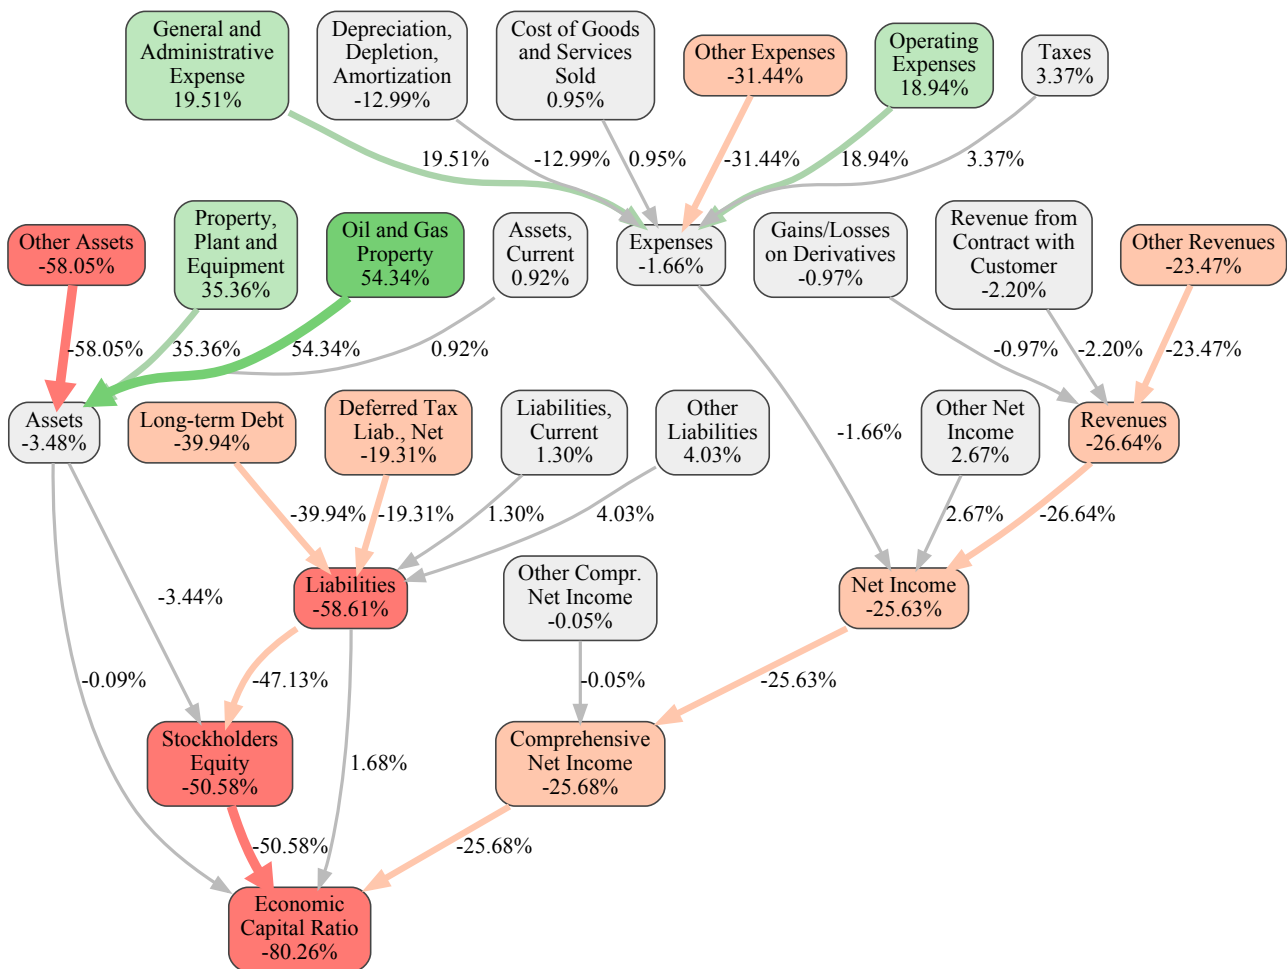 General and
Administrative
Expense
19.51%
Depreciation,
Depletion,
Amortization
-12.99%
Cost of Goods
and Services
Sold
0.95%
Other Expenses
-31.44%
Operating
Expenses
18.94%
Taxes
3.37%
19.51%
-12.99%
0.95%
-31.44%
18.94%
3.37%
Other Assets
-58.05%
Property,
Plant and
Equipment
35.36%
Oil and Gas
Property
54.34%
Assets,
Current
0.92%
Expenses
-1.66%
Gains/Losses
on Derivatives
-0.97%
Revenue from
Contract with
Customer
-2.20%
Other Revenues
-23.47%
-58.05%
35.36%
54.34%
0.92%
-0.97%
-2.20%
-23.47%
Assets
-3.48%
Long-term Debt
-39.94%
Deferred Tax
Liab., Net
-19.31%
Liabilities,
Current
1.30%
Other
Liabilities
4.03%
-1.66%
Other Net
Income
2.67%
Revenues
-26.64%
-39.94%
-19.31%
1.30%
4.03%
2.67%
-26.64%
-3.44%
Liabilities
-58.61%
Other Compr.
Net Income
-0.05%
Net Income
-25.63%
-0.09%
-47.13%
-0.05%
-25.63%
Stockholders
Equity
-50.58%
1.68%
Comprehensive
Net Income
-25.68%
-50.58%
-25.68%
Economic
Capital Ratio
-80.26%